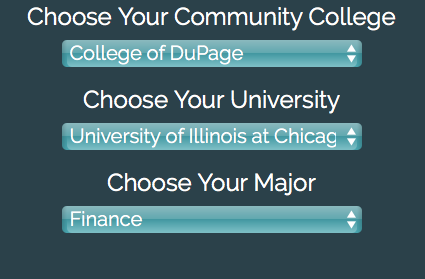 Choose Your Community College
College of DuPage
Choose Your University
University of Illinois at Chicag
Choose Your Major
Finance